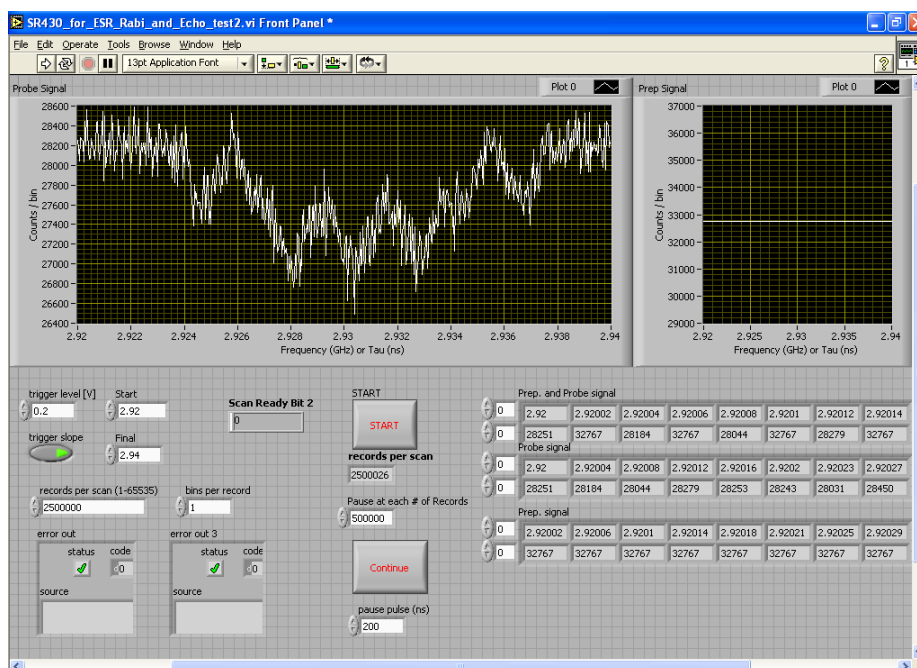 SR430_for_ESR_Rabi_and_Echo_test2.vi Front Panel *
File Edit Operate Tools Browse Window Help
13pt Application Font
?
1
Probe Signal
Plot 0
Counts / bin
28600
28400
28200
28000
27800
27600
27400
27200
27000
26800
26600
26400
2.92 2.922 2.924 2.926 2.928 2.93 2.932 2.934 2.936 2.938 2.94
Frequency (GHz) or Tau (ns)
Prep Signal
Plot 0
Counts / bin
37000
36000
35000
34000
33000
32000
31000
30000
29000
2.92 2.925 2.93 2.935 2.94
Frequency (GHz) or Tau (ns)
trigger level [V]
0.2
Start
2.92
trigger slope
Final
2.94
Scan Ready Bit 2
0
START
START
records per scan
2500026
records per scan (1-65535)
2500000
bins per record
1
Pause at each # of Records
500000
error out
status code
0
source
error out 3
status code
0
source
Continue
pause pulse (ns)
200
Prep. and Probe signal
0 2.92 2.92002 2.92004 2.92006 2.92008 2.9201 2.92012 2.92014
0 28251 32767 28184 32767 28044 32767 28279 32767
Probe signal
0 2.92 2.92004 2.92008 2.92012 2.92016 2.9202 2.92023 2.92027
0 28251 28184 28044 28279 28253 28243 28031 28450
Prep. signal
0 2.92002 2.92006 2.9201 2.92014 2.92018 2.92021 2.92025 2.92029
0 32767 32767 32767 32767 32767 32767 32767 32767